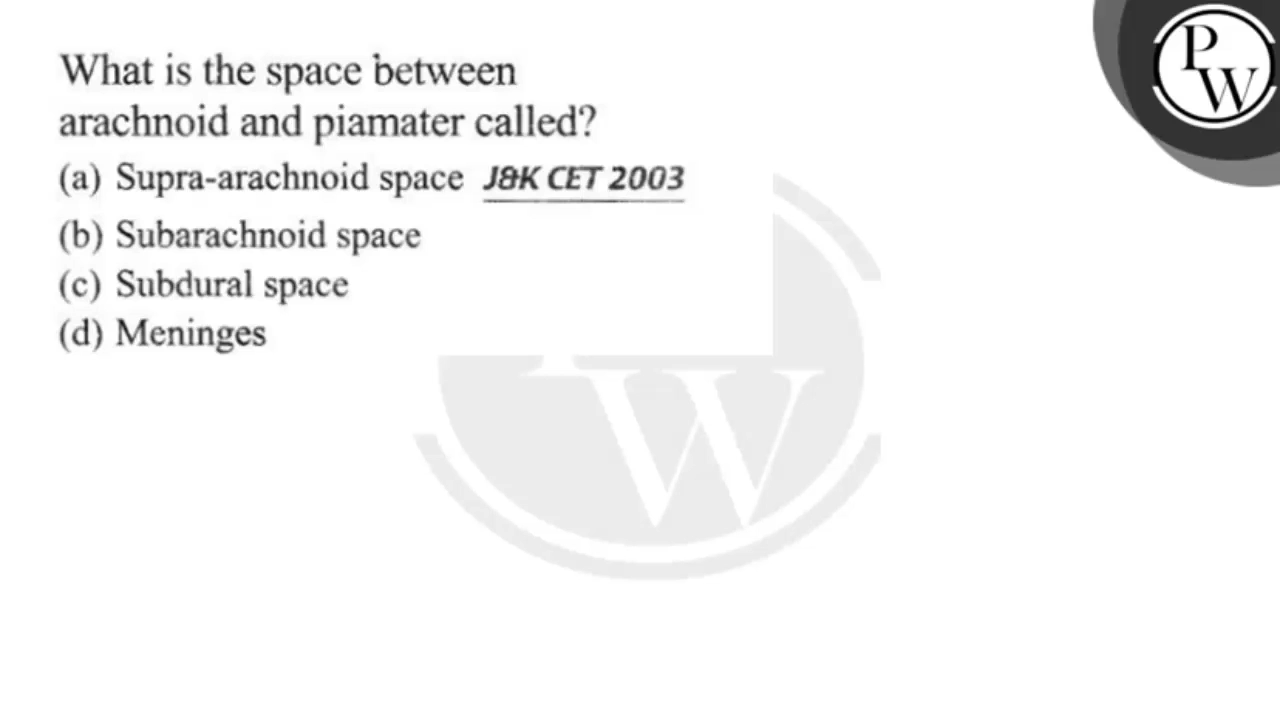 What is the space between
arachnoid and piamater called?
(a) Supra-arachnoid space J&K CET 2003
(b) Subarachnoid space
(c) Subdural space
(d) Meninges
P
W
W